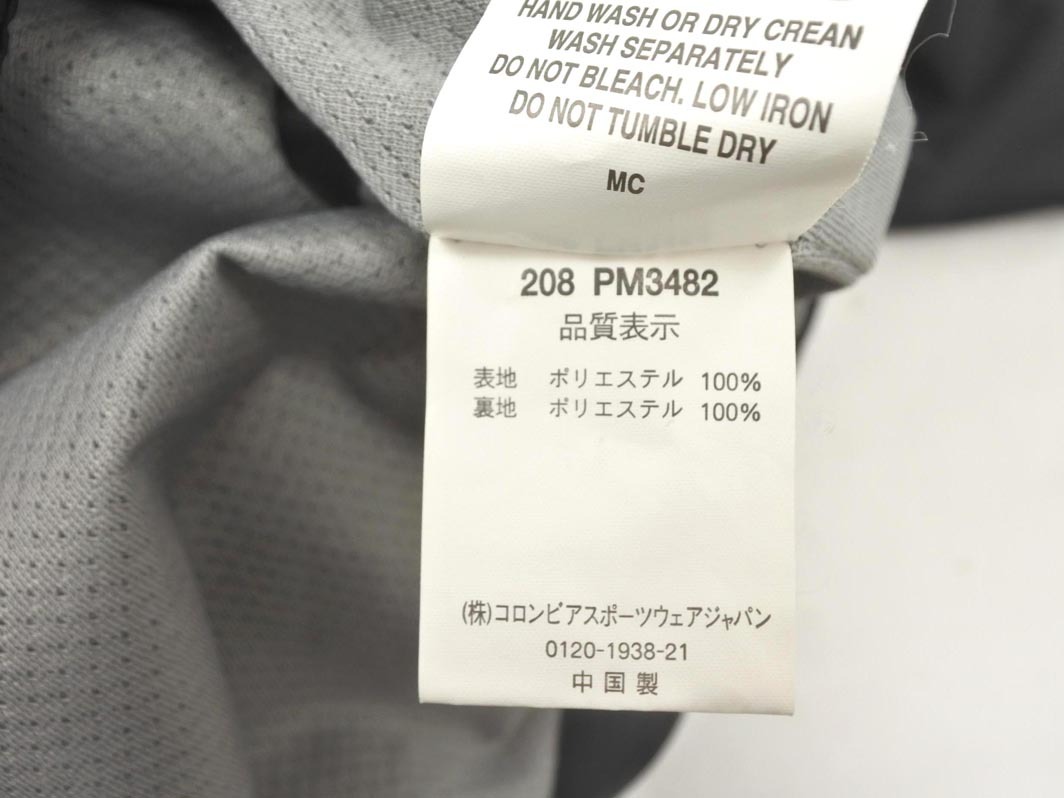 HAND WASH OR DRY CREAN
WASH SEPARATELY
DO NOT BLEACH. LOW IRON
DO NOT TUMBLE DRY
MC
208 PM3482
品質表示
表地 ポリエステル 100%
裏地 ポリエステル 100%
(株)コロンビアスポーツウェアジャパン
0120-1938-21
中国製